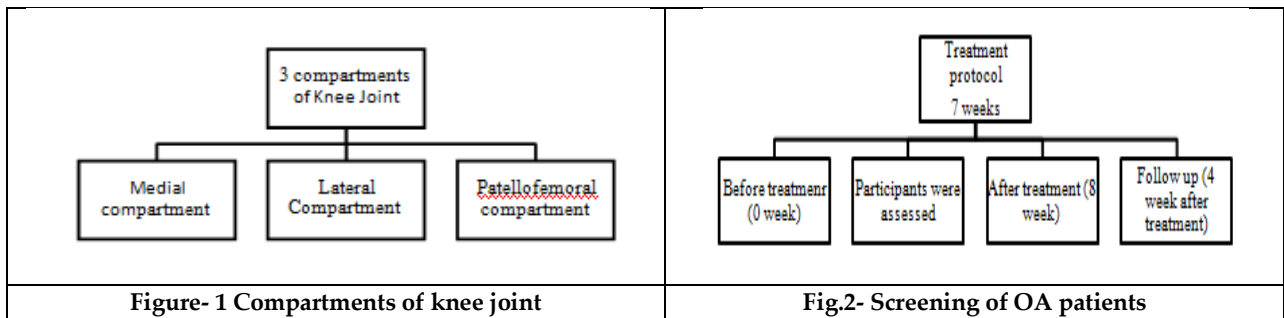 3 compartments
of Knee Joint
Medial
compartment
Lateral
Compartment
Patellofemoral
compartment
Figure- 1 Compartments of knee joint
Treatment
protocol
7 weeks
Before treatmenr
(0 week)
Participants were
assessed
After treatment (8
week)
Follow up (4
week after
treatment)
Fig.2- Screening of OA patients